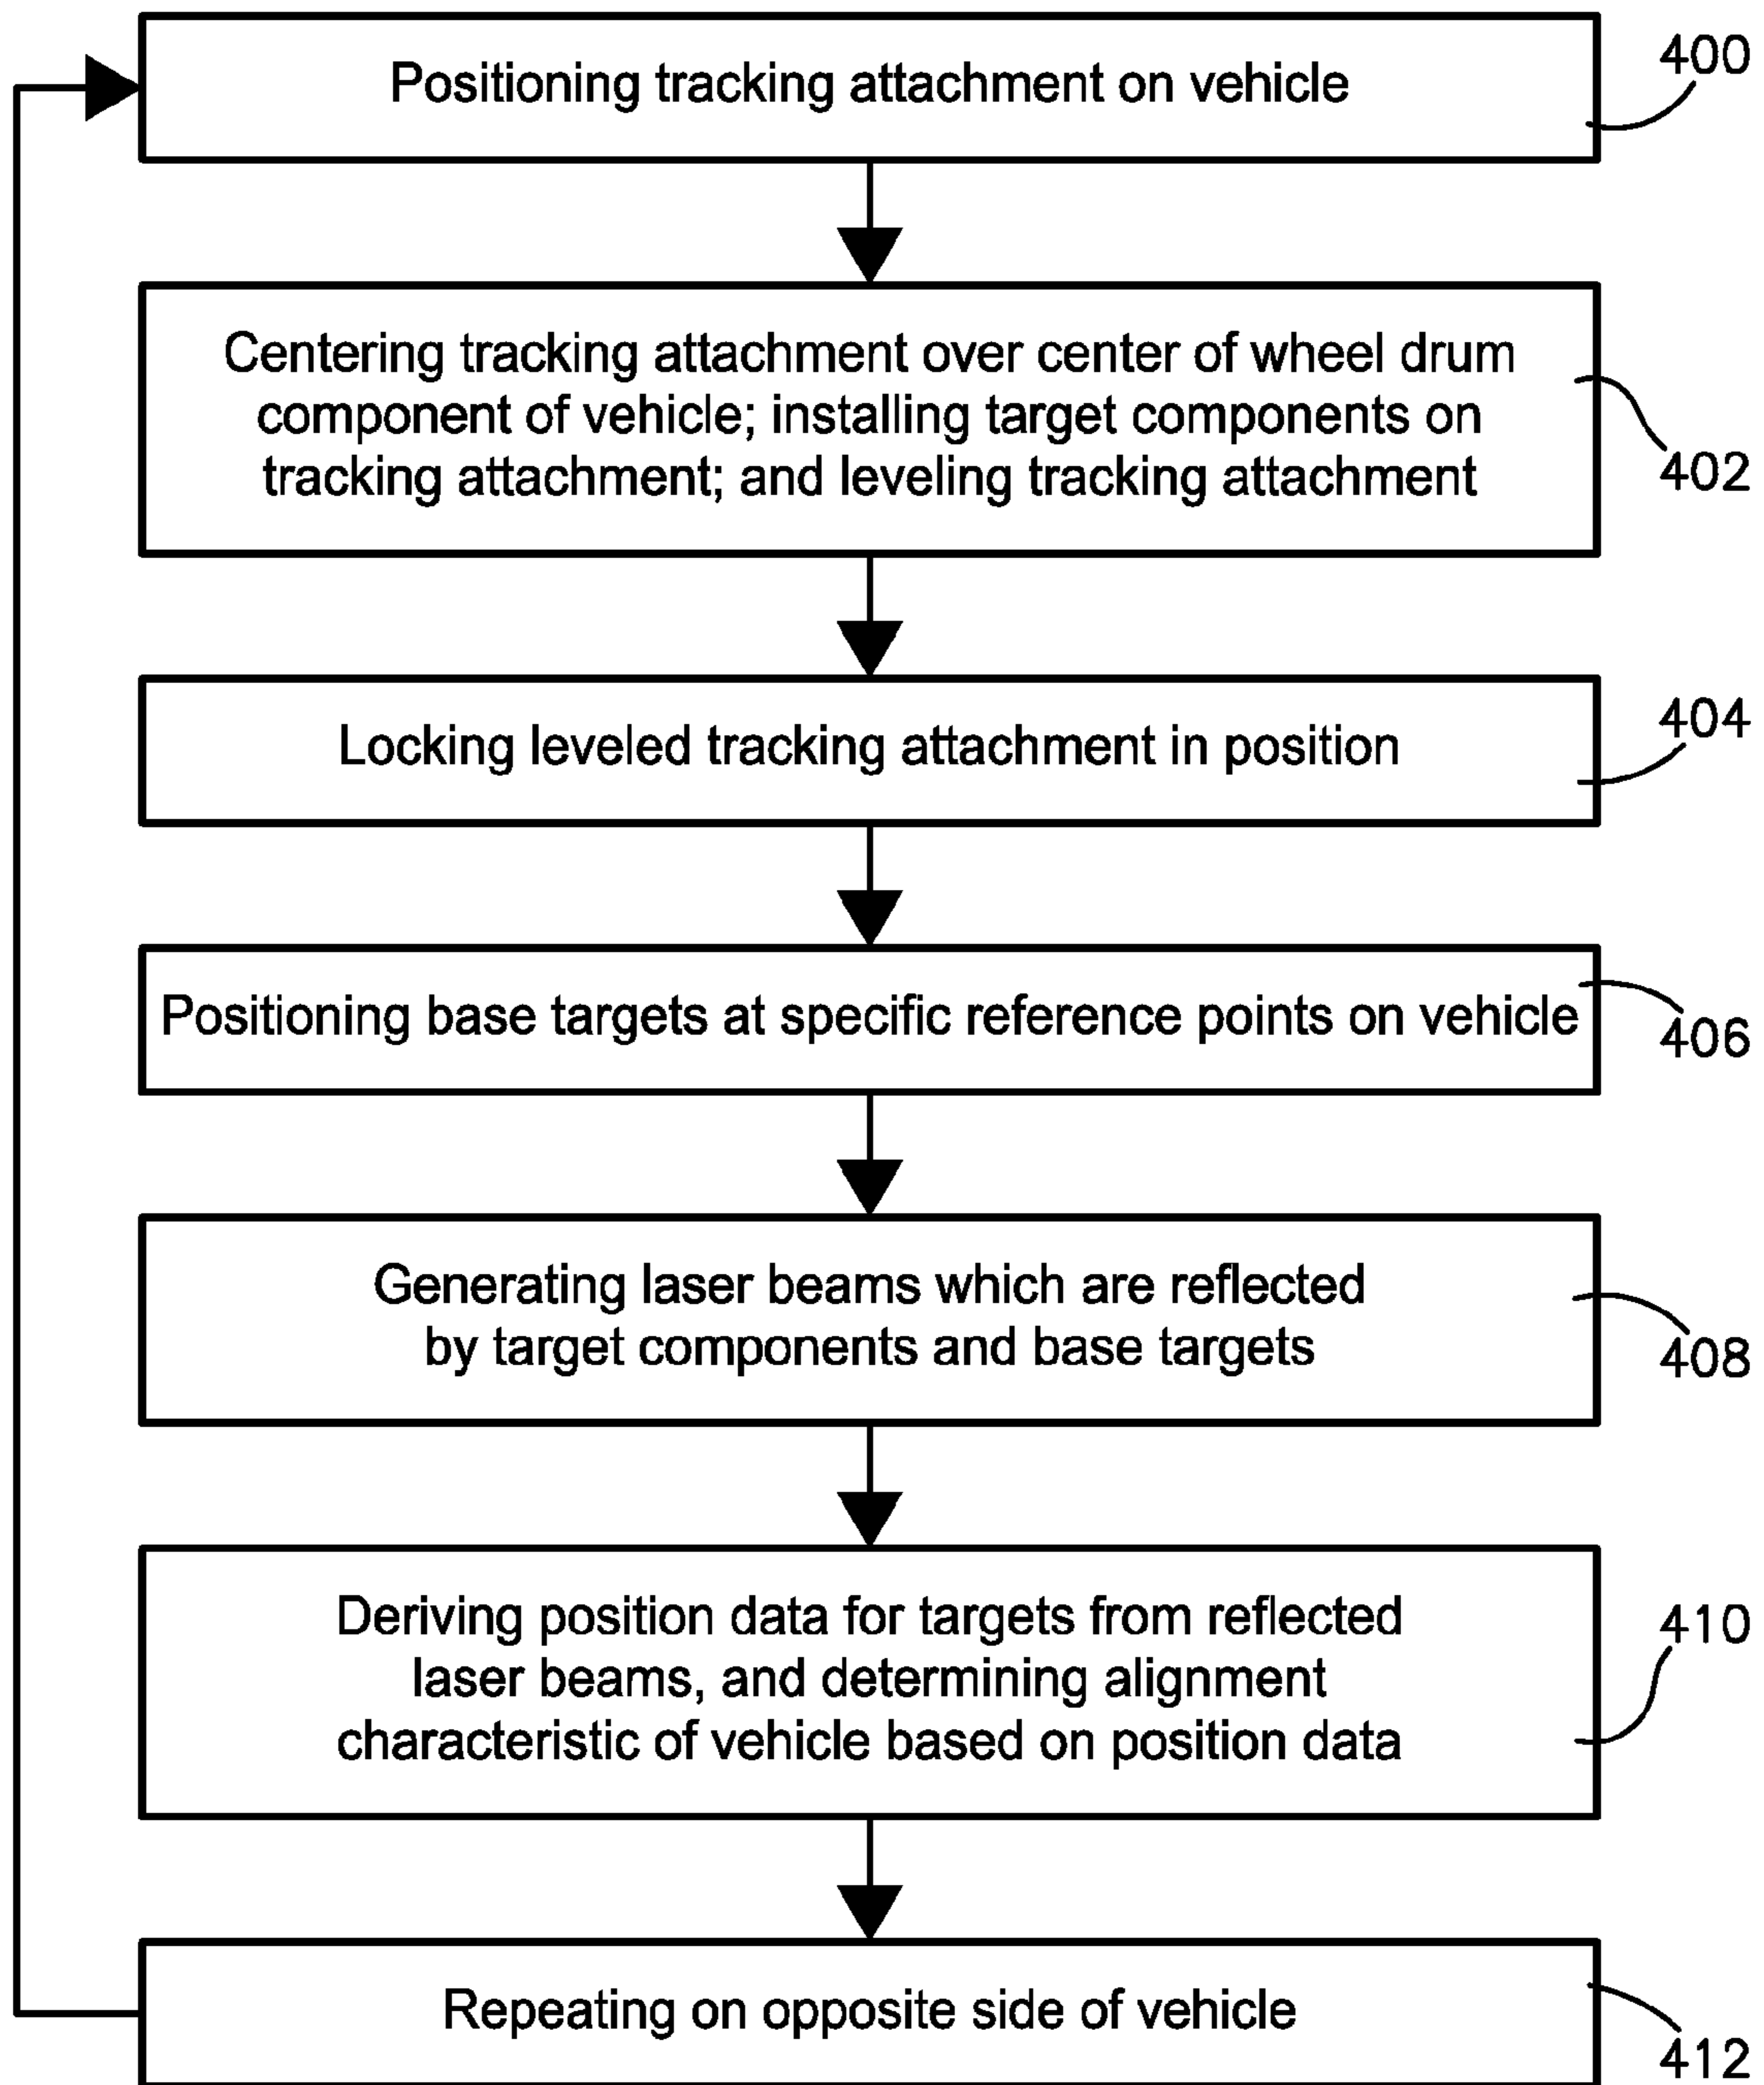 Positioning tracking attachment on vehicle
400
Centering tracking attachment over center of wheel drum
component of vehicle; installing target components on
tracking attachment; and leveling tracking attachment
402
Locking leveled tracking attachment in position
404
Positioning base targets at specific reference points on vehicle
406
Generating laser beams which are reflected
by target components and base targets
408
Deriving position data for targets from reflected
laser beams, and determining alignment
characteristic of vehicle based on position data
410
Repeating on opposite side of vehicle
412